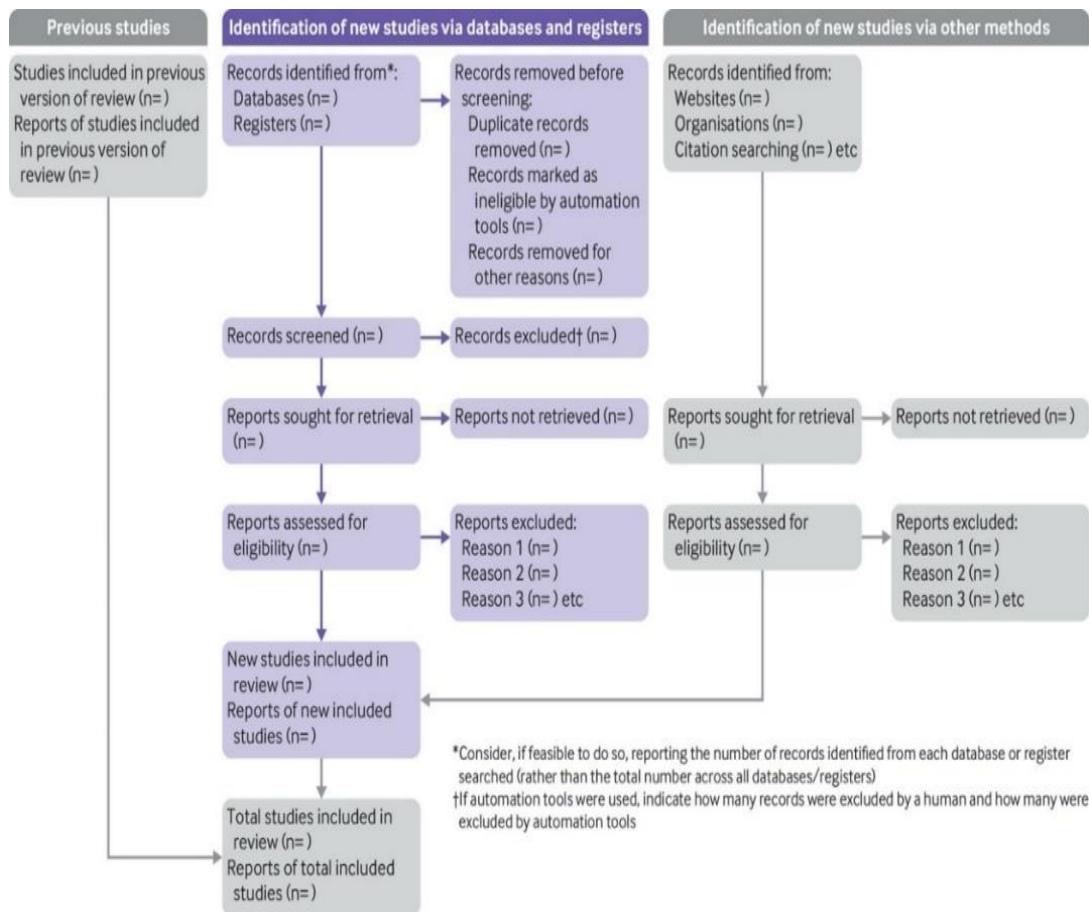 Previous studies
Identification of new studies via databases and registers
Identification of new studies via other methods
Studies included in previous
version of review (n= )
Reports of studies included
in previous version of
review (n= )
Records identified from*:
Databases (n= )
Registers (n= )
Records removed before
screening:
Duplicate records
removed (n= )
Records marked as
ineligible by automation
tools (n= )
Records removed for
other reasons (n= )
Records identified from:
Websites (n= )
Organisations (n= )
Citation searching (n= ) etc
Records screened (n= )
Records excluded† (n= )
Reports sought for retrieval
(n= )
Reports not retrieved (n= )
Reports sought for retrieval
(n= )
Reports not retrieved (n= )
Reports assessed for
eligibility (n= )
Reports excluded:
Reason 1 (n= )
Reason 2 (n= )
Reason 3 (n= ) etc
Reports assessed for
eligibility (n= )
Reports excluded:
Reason 1 (n= )
Reason 2 (n= )
Reason 3 (n= ) etc
New studies included in
review (n= )
Reports of new included
studies (n= )
*Consider, if feasible to do so, reporting the number of records identified from each database or register
searched (rather than the total number across all databases/registers)
†If automation tools were used, indicate how many records were excluded by a human and how many were
excluded by automation tools
Total studies included in
review (n= )
Reports of total included
studies (n= )